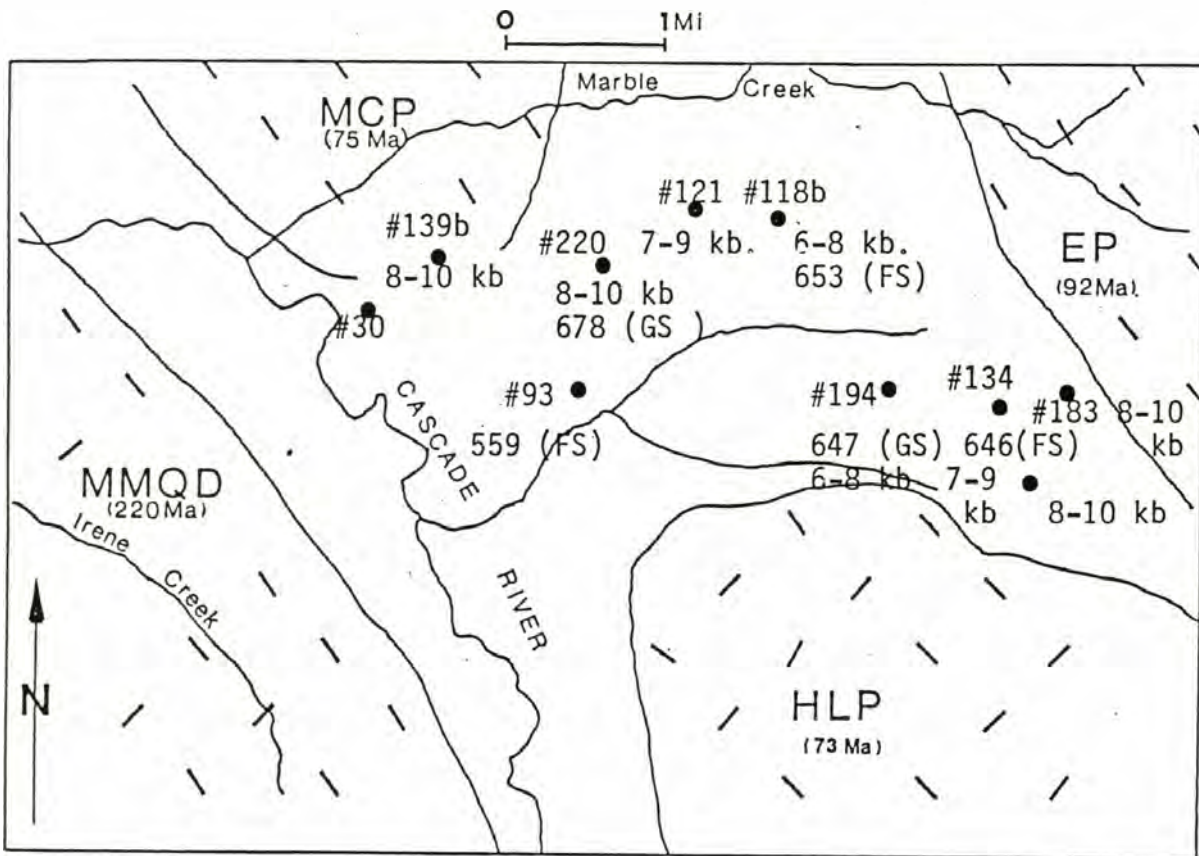 0 1Mi
Marble Creek
MCP
(75 Ma)
#121 #118b
#139b
#220 7-9 kb. 6-8 kb.
EP
8-10 kb
653 (FS)
(92Ma)
8-10 kb
#30
678 (GS )
#134
#93
#194
#183 8-10
CASCADE
559 (FS)
647 (GS) 646(FS) kb
MMQD
6-8 kb 7-9
(220Ma)
kb 8-10 kb
Irene
Creek
RIVER
N
HLP
(73 Ma)